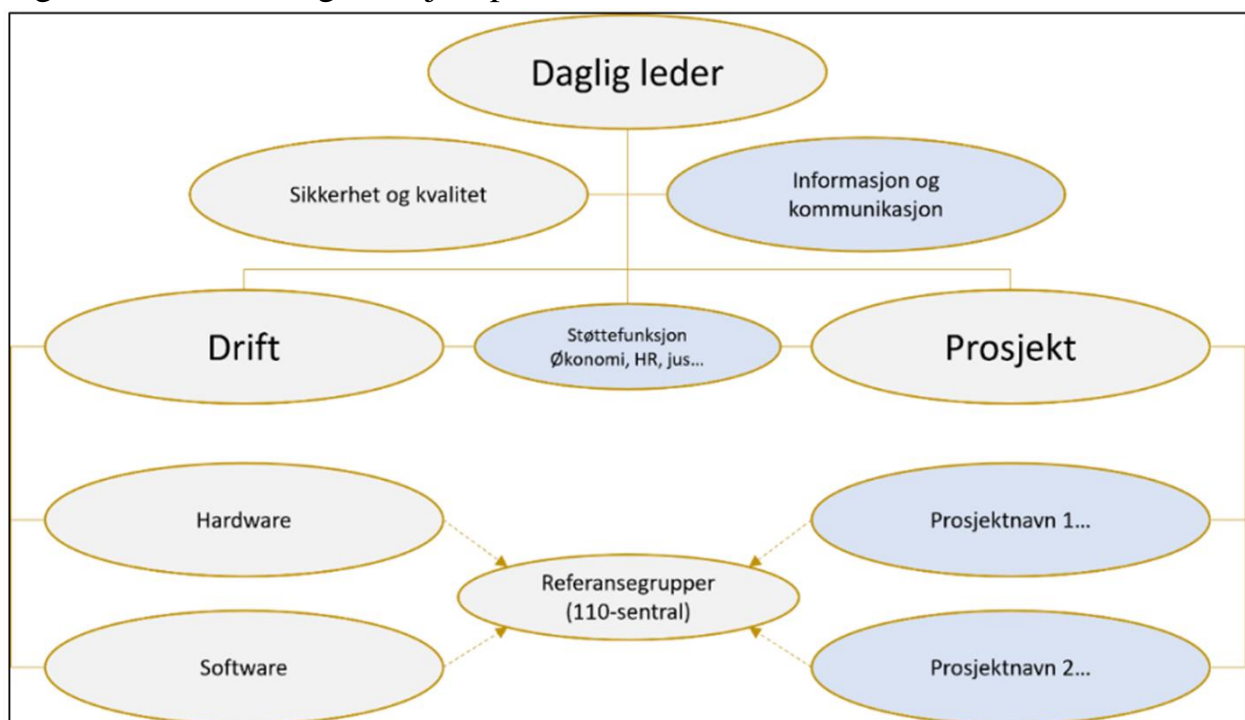 Daglig leder
Sikkerhet og kvalitet
Informasjon og
kommunikasjon
Drift
Støttefunksjon
Økonomi, HR, jus...
Prosjekt
Hardware
Prosjektnavn 1...
Referansegrupper
(110-sentral)
Software
Prosjektnavn 2...